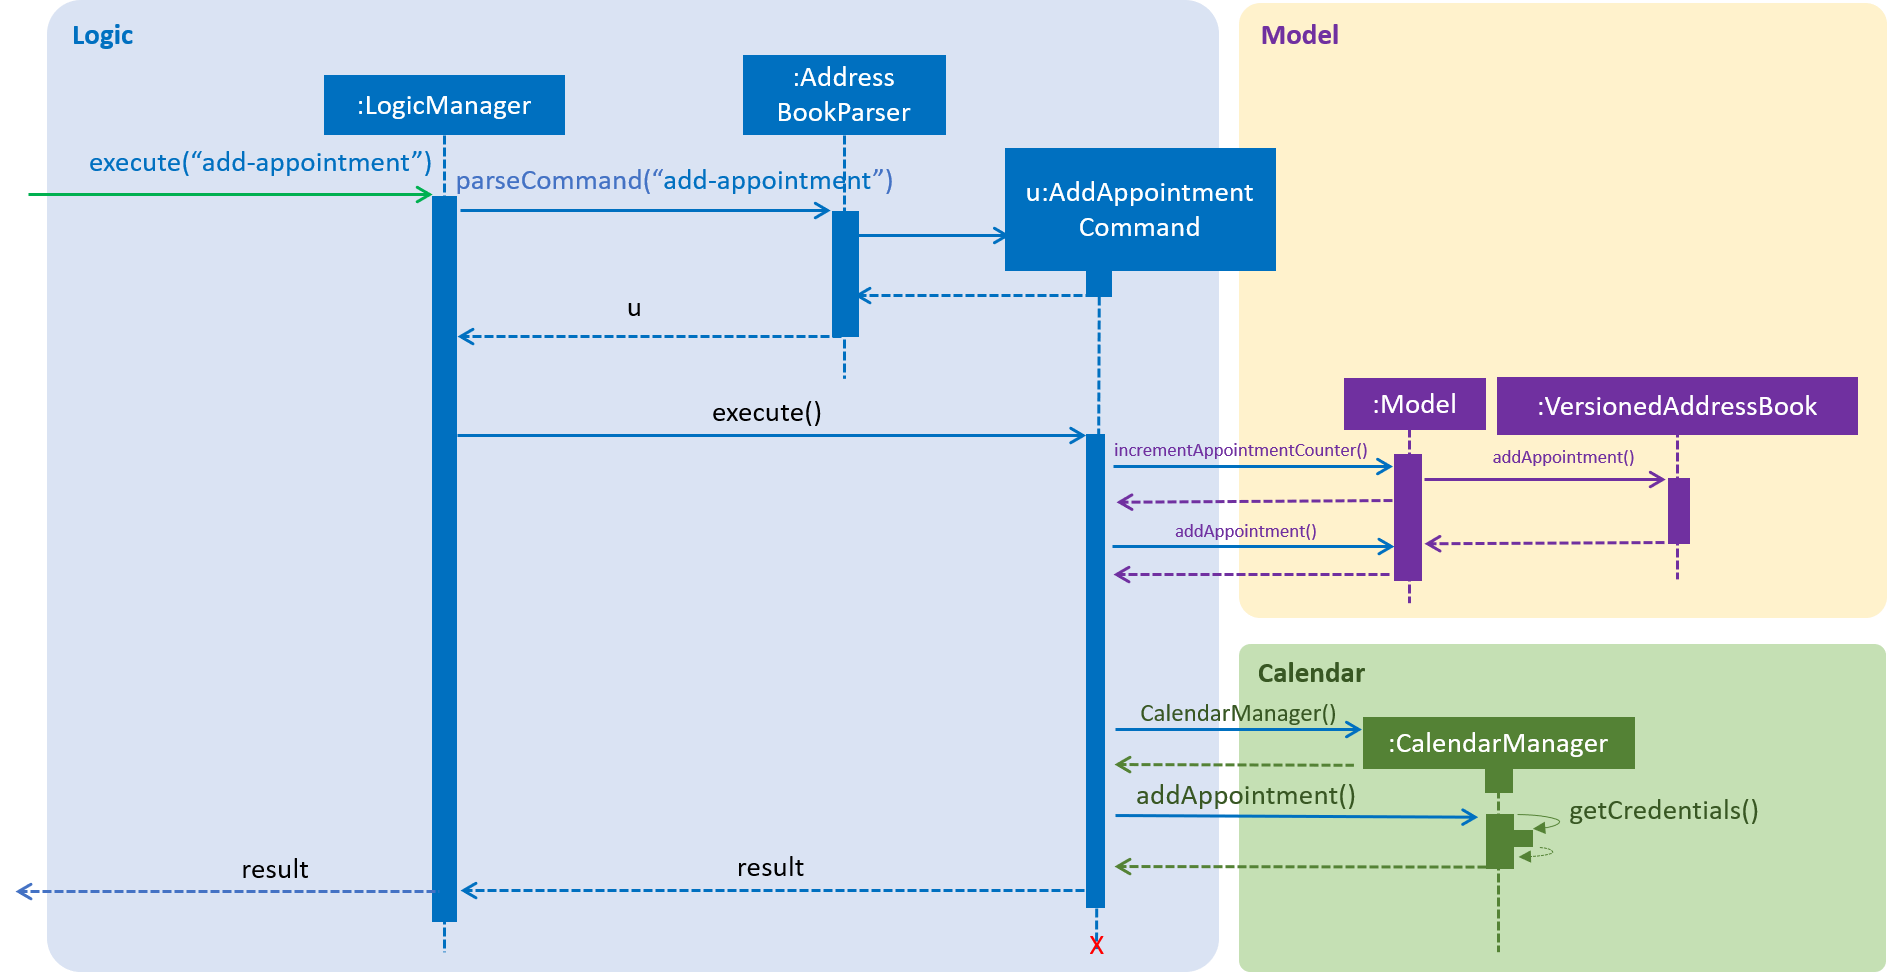 Logic
Model
:LogicManager
:Address
BookParser
execute(“add-appointment”)
parseCommand(“add-appointment”)
u:AddAppointment
Command
u
execute()
:Model
:VersionedAddressBook
incrementAppointmentCounter()
addAppointment()
addAppointment()
Calendar
CalendarManager()
:CalendarManager
addAppointment()
getCredentials()
result
result
X